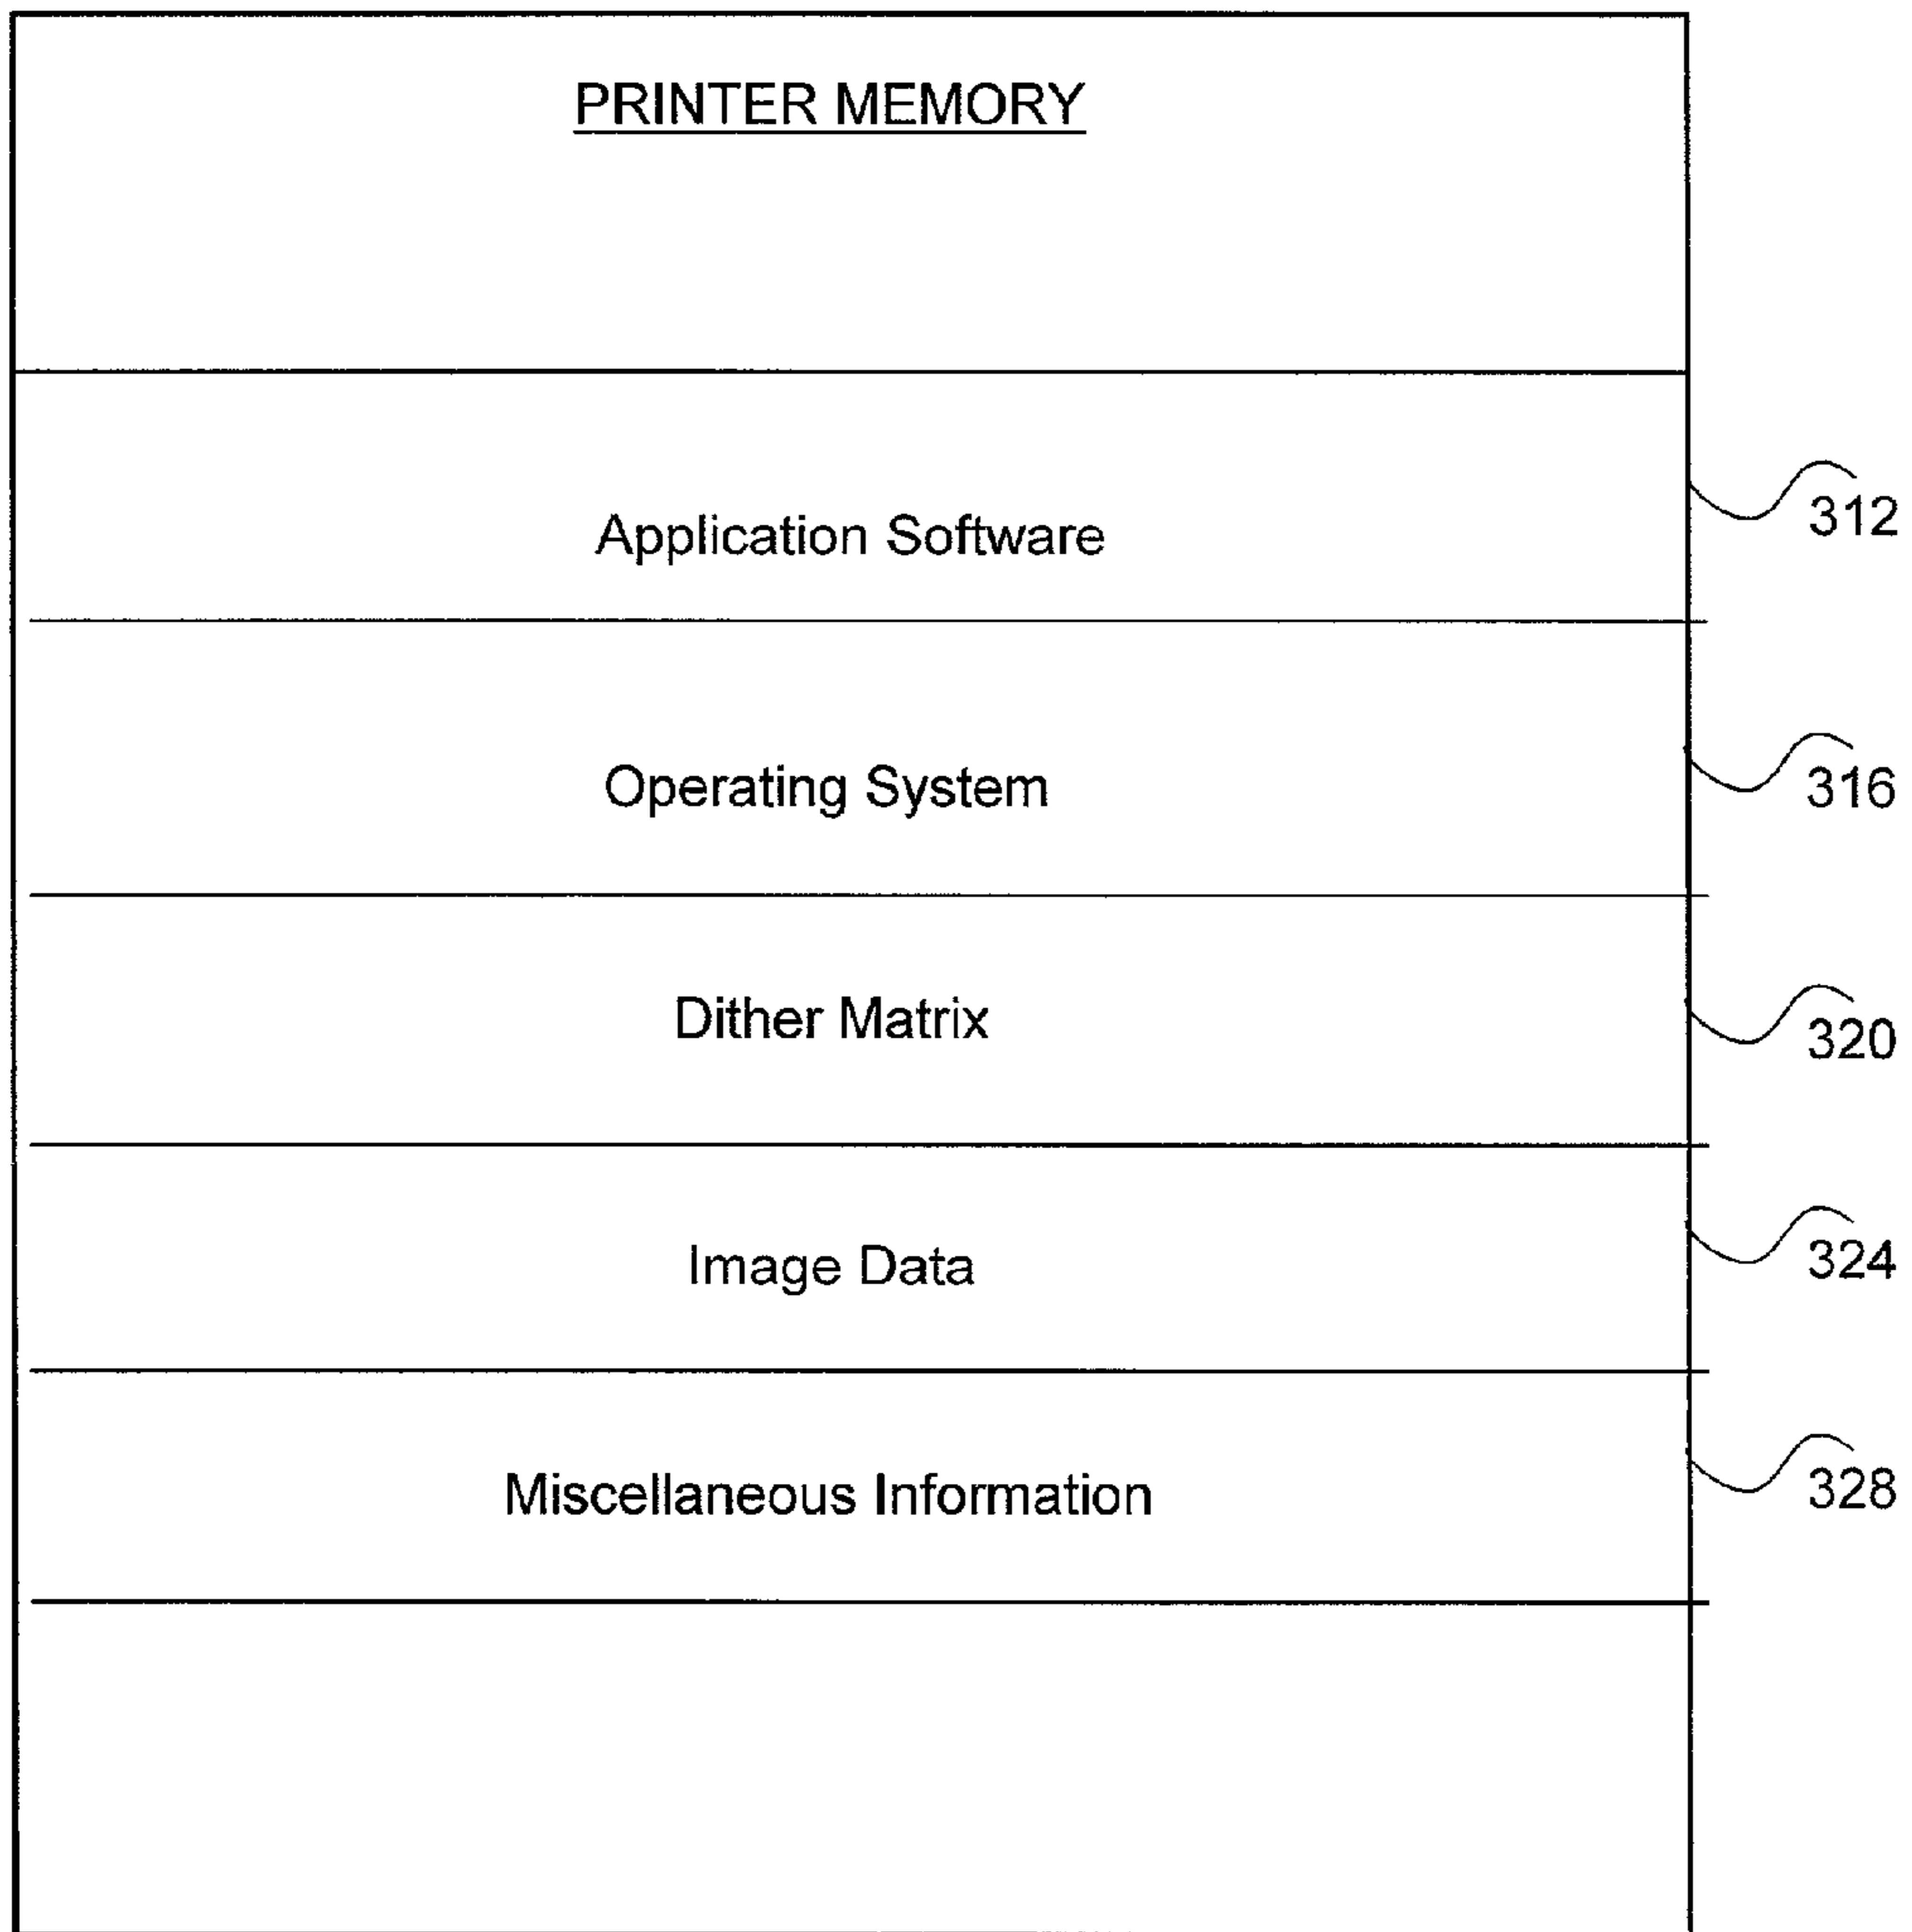 PRINTER MEMORY
Application Software
312
Operating System
316
Dither Matrix
320
Image Data
324
Miscellaneous Information
328